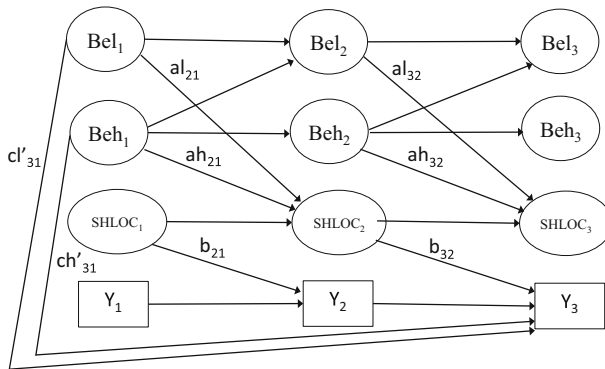 Bel₁ Bel₂ Bel₃
al₂₁ al₃₂
Beh₁ Beh₂ Beh₃
cl'₃₁ ah₂₁ ah₃₂
SHLOC₁ SHLOC₂ SHLOC₃
ch'₃₁ b₂₁ b₃₂
Y₁ Y₂ Y₃